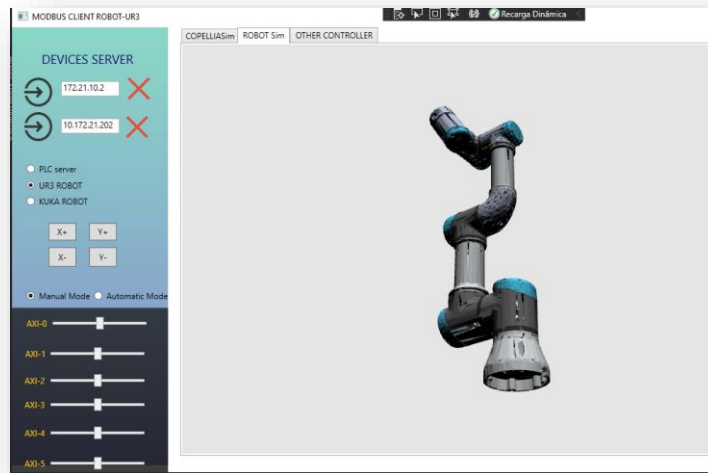 MODBUS CLIENT ROBOT-UR3
Recarga Dinâmica
DEVICES SERVER
172.21.10.2
10.172.21.202
PLC server
UR3 ROBOT
KUKA ROBOT
X+ Y+
X- Y-
Manual Mode Automatic Mode
AXI-0
AXI-1
AXI-2
AXI-3
AXI-4
AXI-5
COPELLIASim ROBOT Sim OTHER CONTROLLER